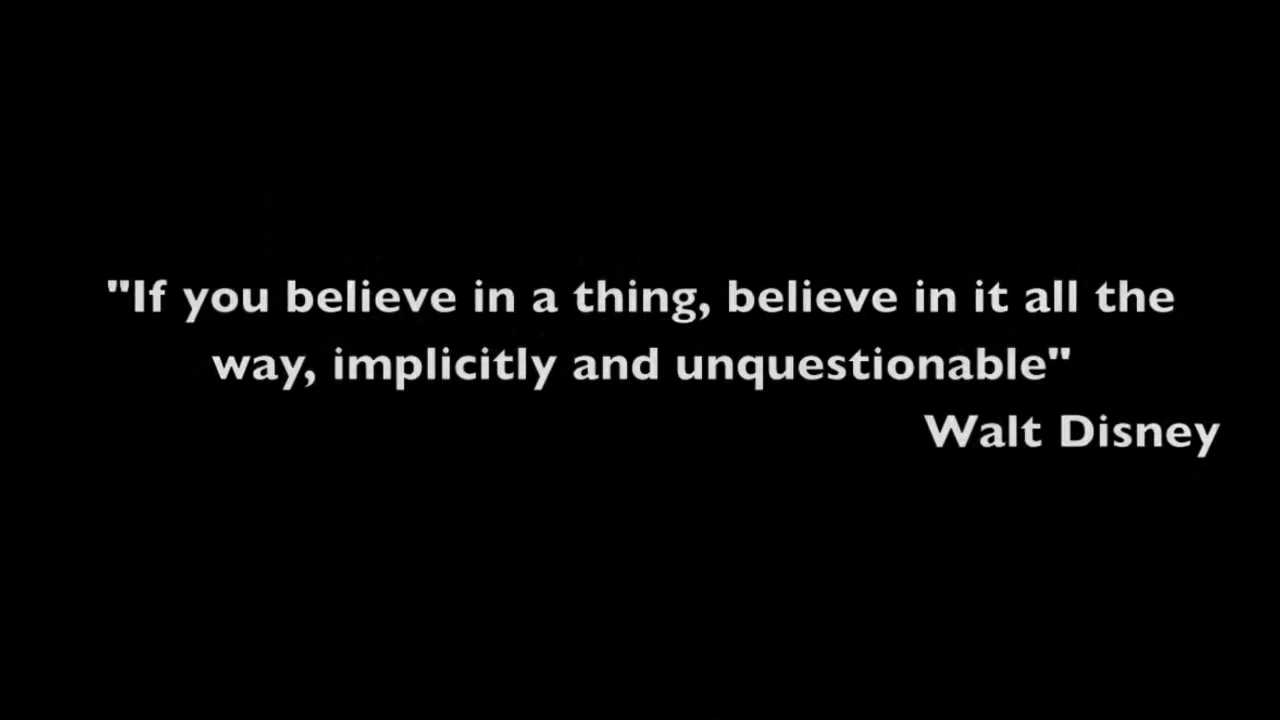 "If you believe in a thing, believe in it all the
way, implicitly and unquestionable"
Walt Disney